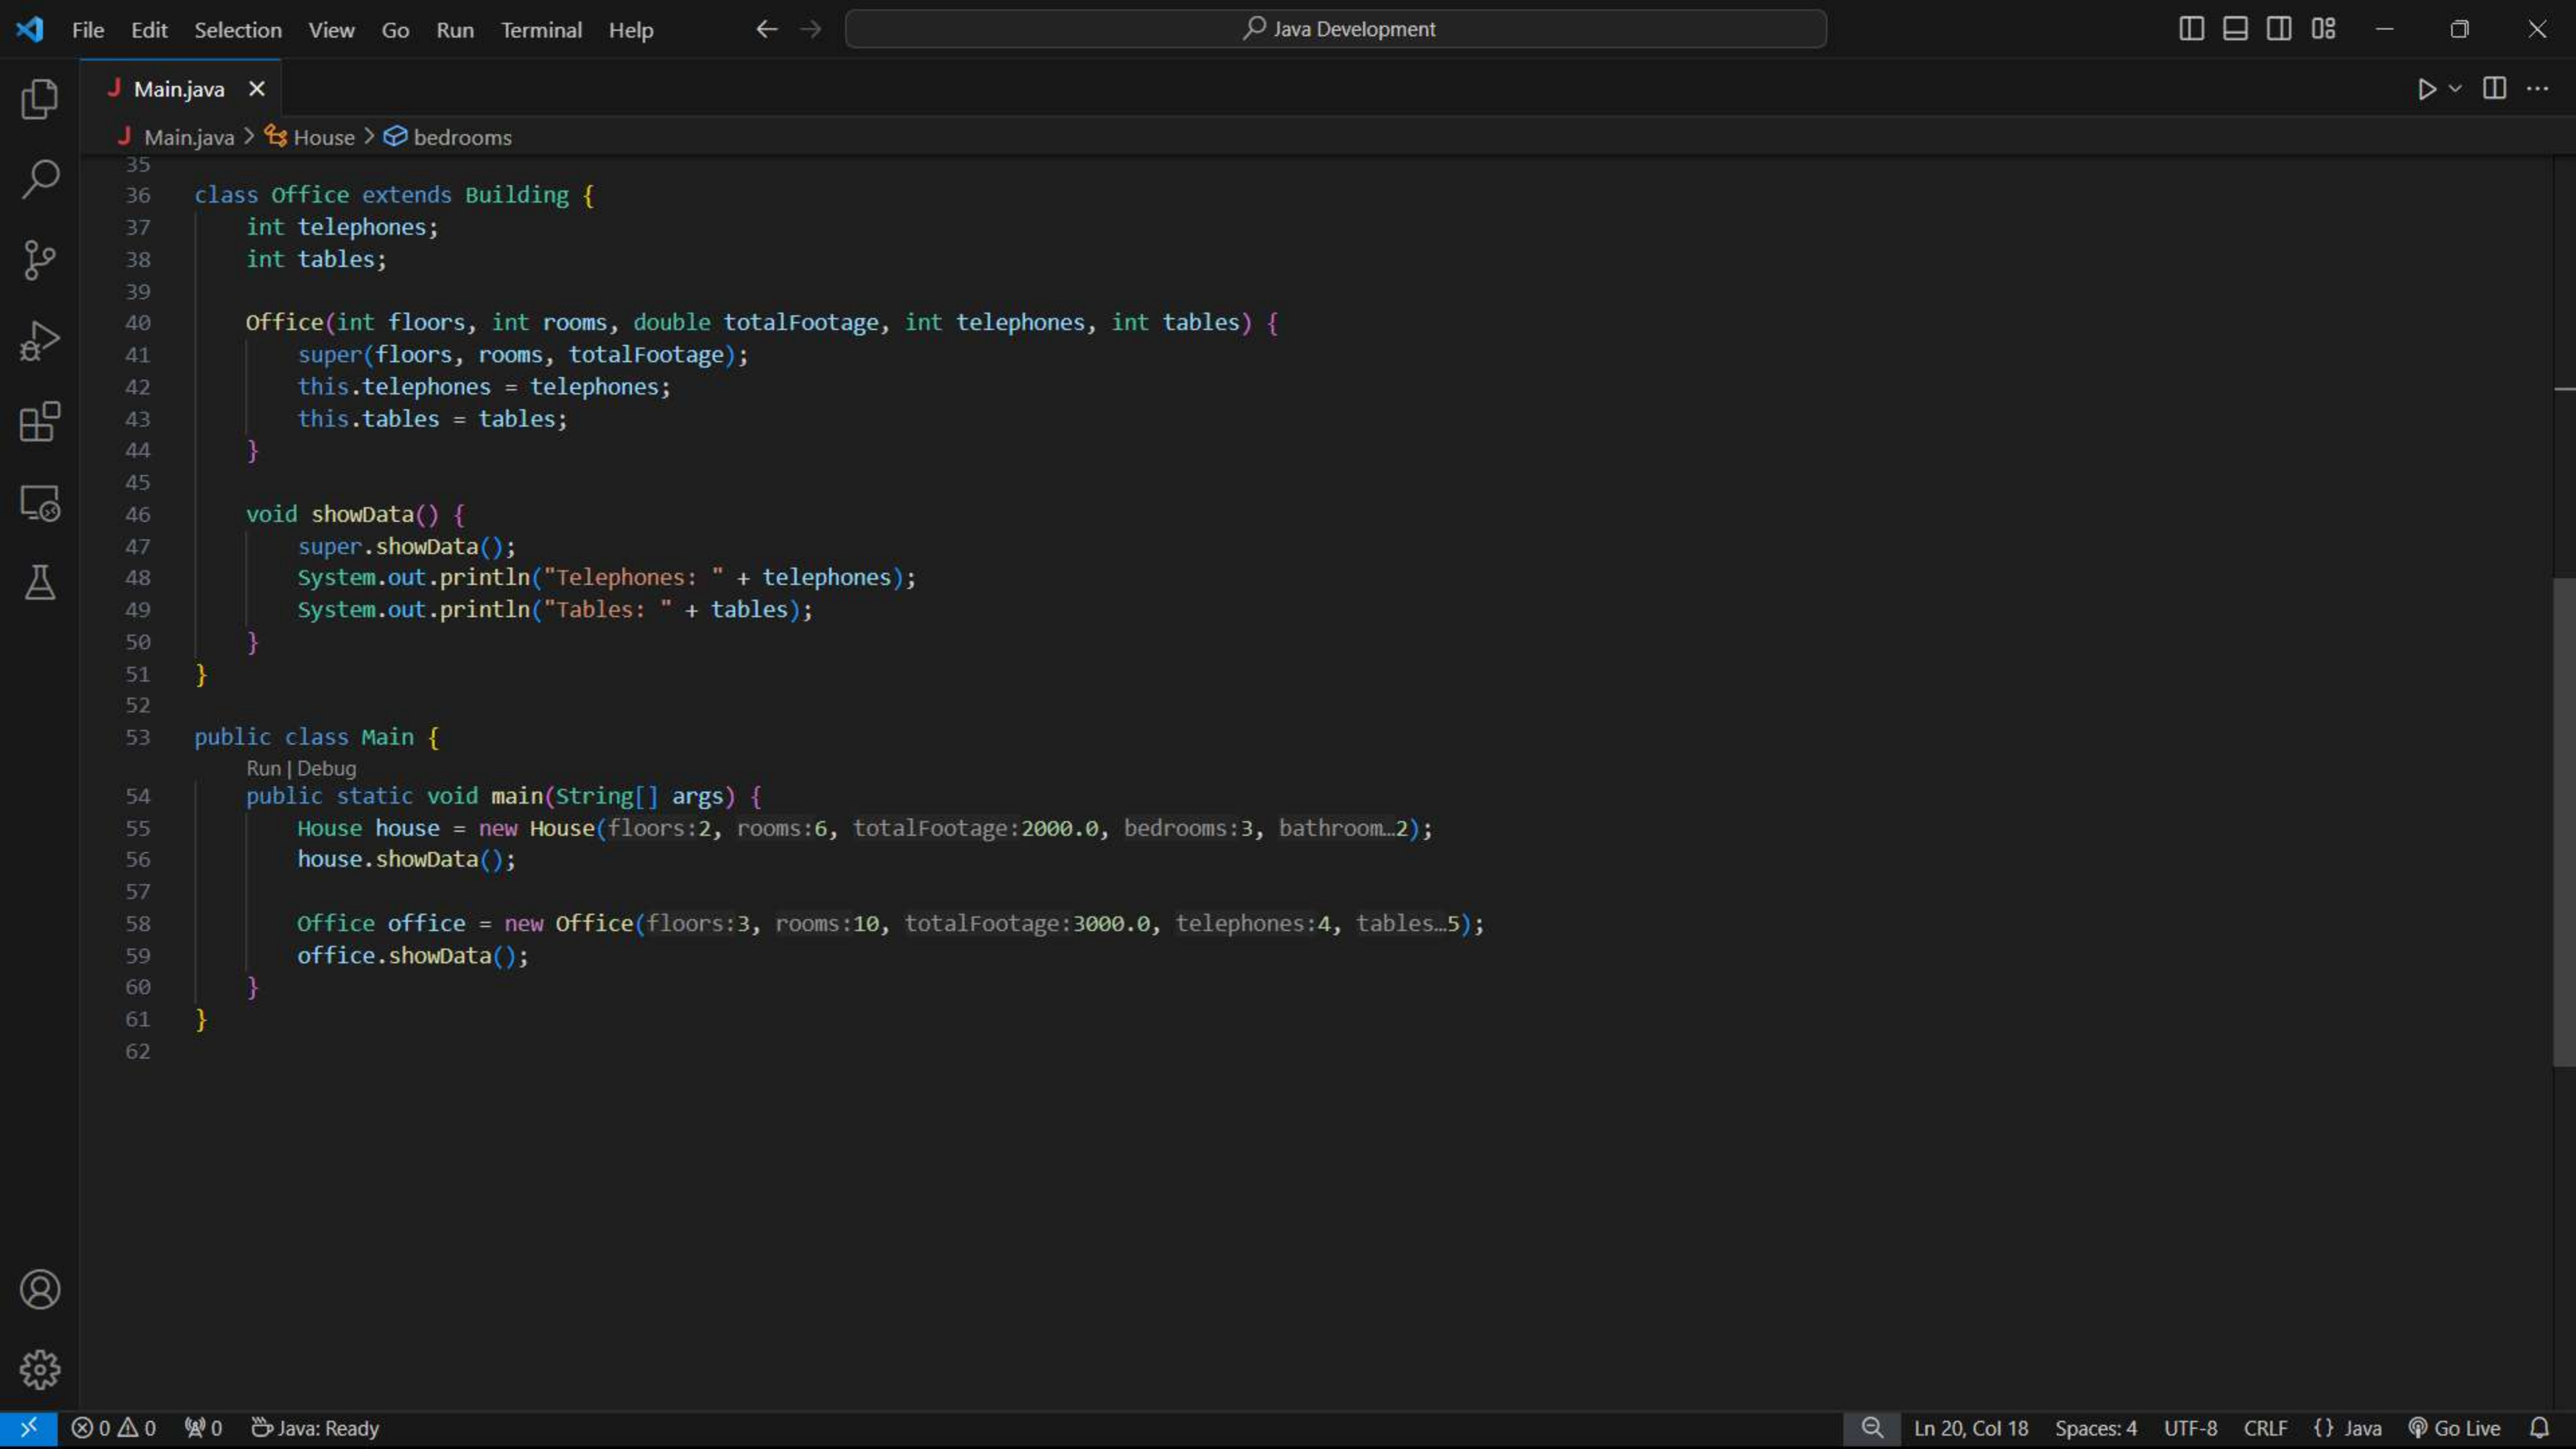 File Edit Selection View Go Run Terminal Help Java Development
Main.java
Main.java > House > bedrooms
35
36 class Office extends Building {
37 int telephones;
38 int tables;
39
40 Office(int floors, int rooms, double totalFootage, int telephones, int tables) {
41 super(floors, rooms, totalFootage);
42 this.telephones = telephones;
43 this.tables = tables;
44 }
45
46 void showData() {
47 super.showData();
48 System.out.println("Telephones: " + telephones);
49 System.out.println("Tables: " + tables);
50 }
51 }
52
53 public class Main {
Run | Debug
54 public static void main(String[] args) {
55 House house = new House(floors:2, rooms:6, totalFootage:2000.0, bedrooms:3, bathroom…2);
56 house.showData();
57
58 Office office = new Office(floors:3, rooms:10, totalFootage:3000.0, telephones:4, tables…5);
59 office.showData();
60 }
61 }
62
0 0 0 Java: Ready Ln 20, Col 18 Spaces: 4 UTF-8 CRLF {} Java Go Live